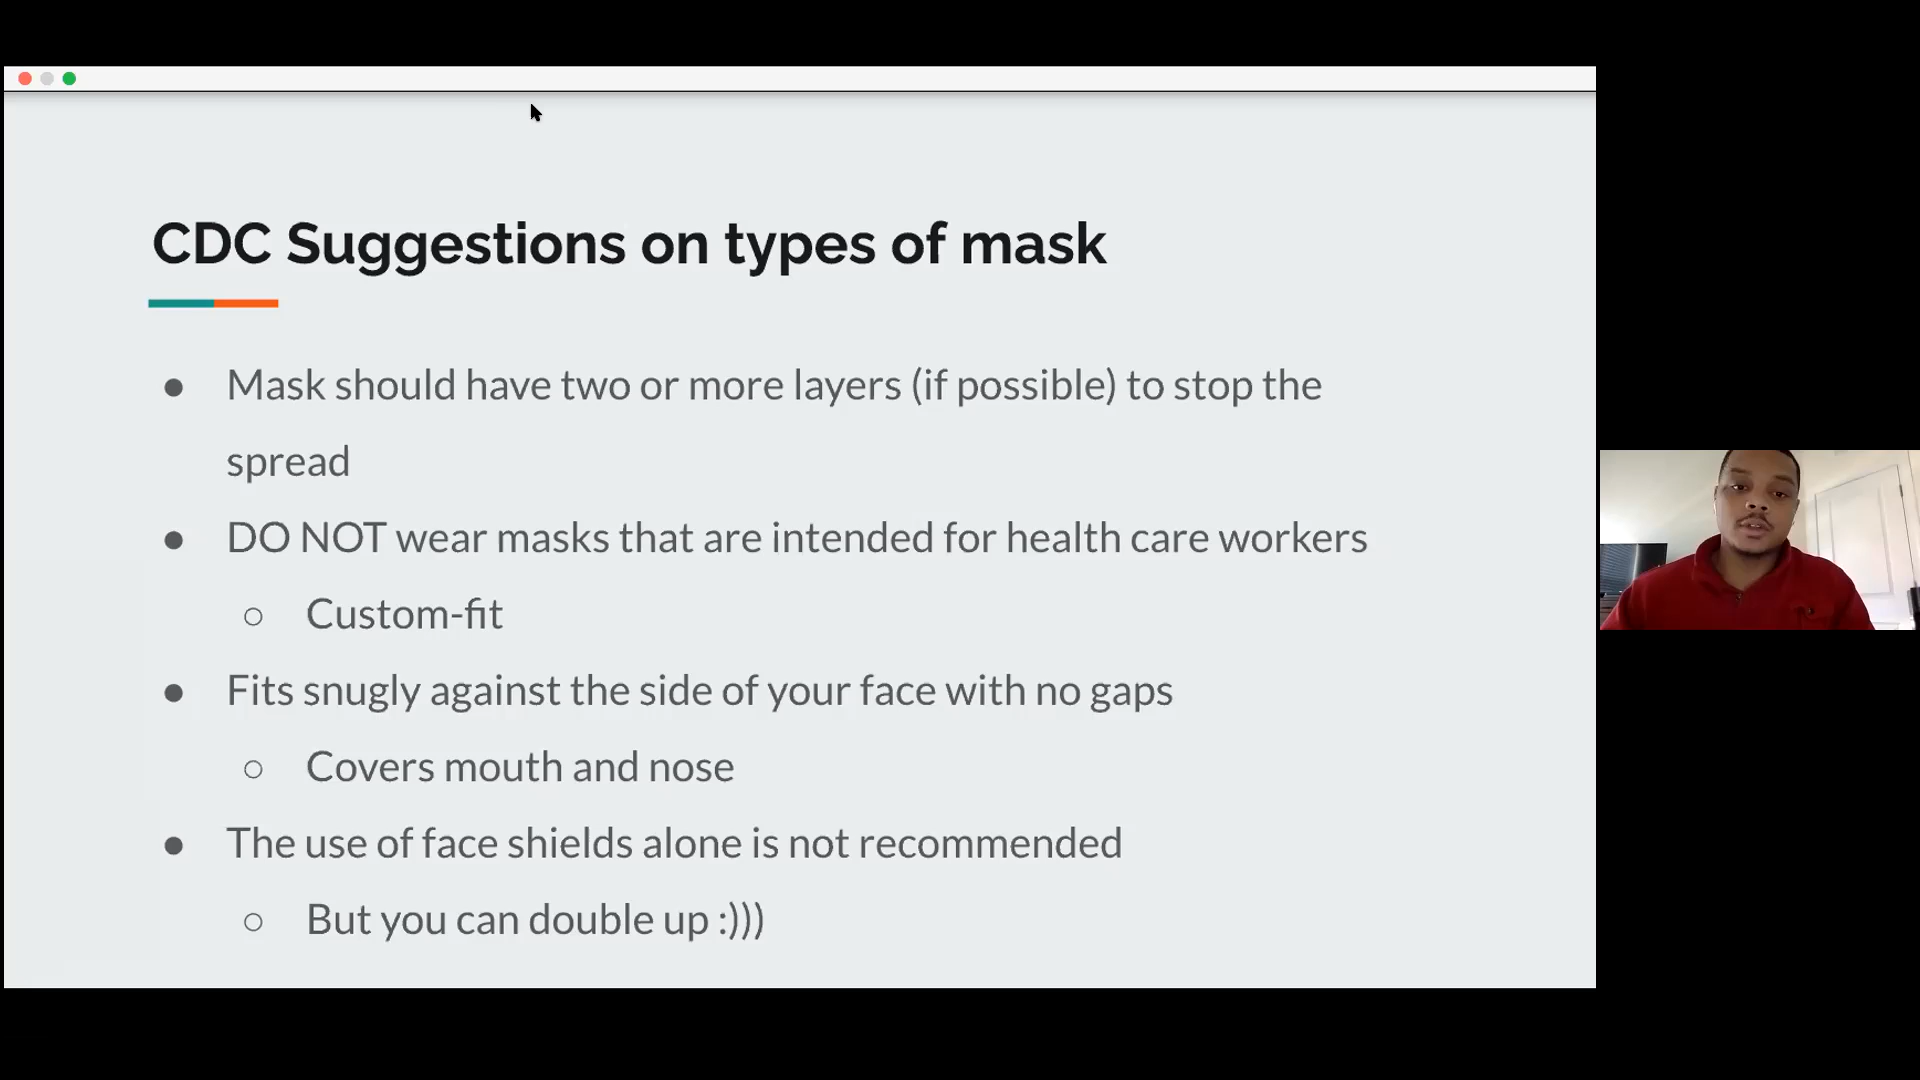 CDC Suggestions on types of mask
● Mask should have two or more layers (if possible) to stop the
spread
● DO NOT wear masks that are intended for health care workers
○ Custom-fit
● Fits snugly against the side of your face with no gaps
○ Covers mouth and nose
● The use of face shields alone is not recommended
○ But you can double up :)))